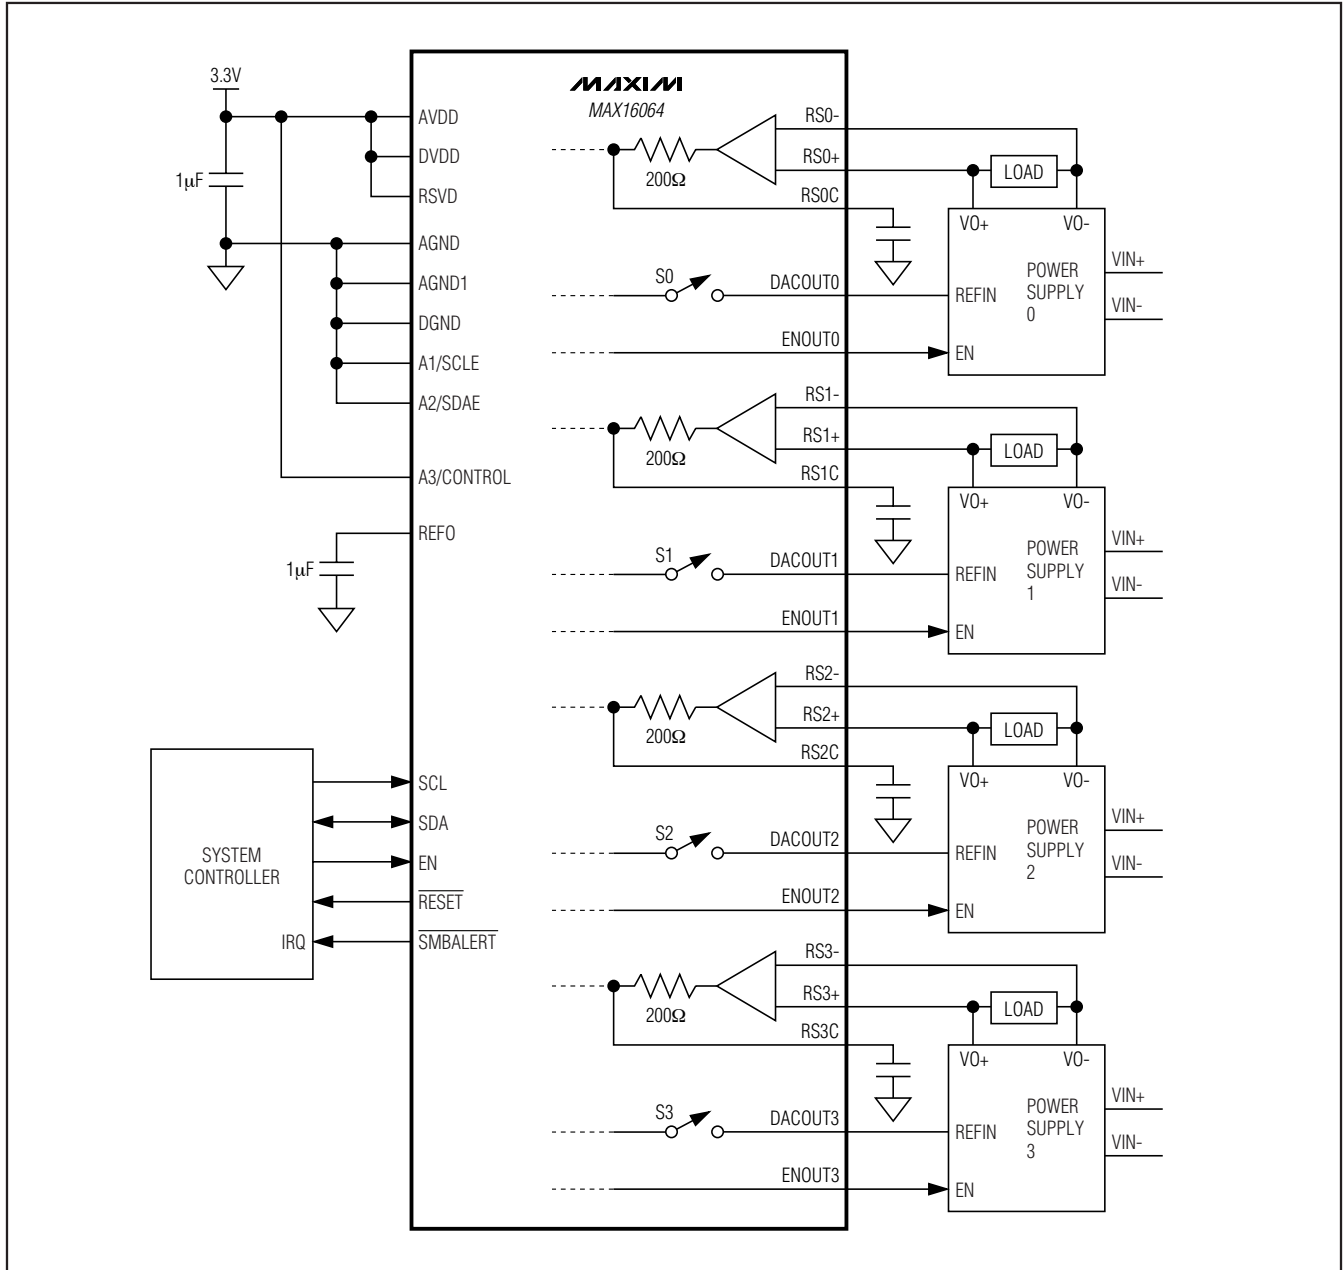 3.3V
1µF
AVDD
DVDD
RSVD
AGND
AGND1
DGND
A1/SCLE
A2/SDAE
A3/CONTROL
REFO
1µF
SYSTEM
CONTROLLER
IRQ
SCL
SDA
EN
RESET
SMBALERT
MAXIM
MAX16064
200Ω
RS0-
RS0+
RS0C
S0
DACOUT0
ENOUT0
LOAD
VO+
VO-
POWER
SUPPLY
0
REFIN
EN
VIN+
VIN-
200Ω
RS1-
RS1+
RS1C
S1
DACOUT1
ENOUT1
LOAD
VO+
VO-
POWER
SUPPLY
1
REFIN
EN
VIN+
VIN-
200Ω
RS2-
RS2+
RS2C
S2
DACOUT2
ENOUT2
LOAD
VO+
VO-
POWER
SUPPLY
2
REFIN
EN
VIN+
VIN-
200Ω
RS3-
RS3+
RS3C
S3
DACOUT3
ENOUT3
LOAD
VO+
VO-
POWER
SUPPLY
3
REFIN
EN
VIN+
VIN-